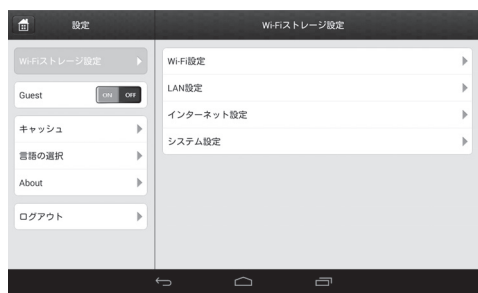 設定
Wi-Fiストレージ設定
Wi-Fiストレージ設定
Guest
ON OFF
キャッシュ
言語の選択
About
ログアウト
Wi-Fi設定
LAN設定
インターネット設定
システム設定